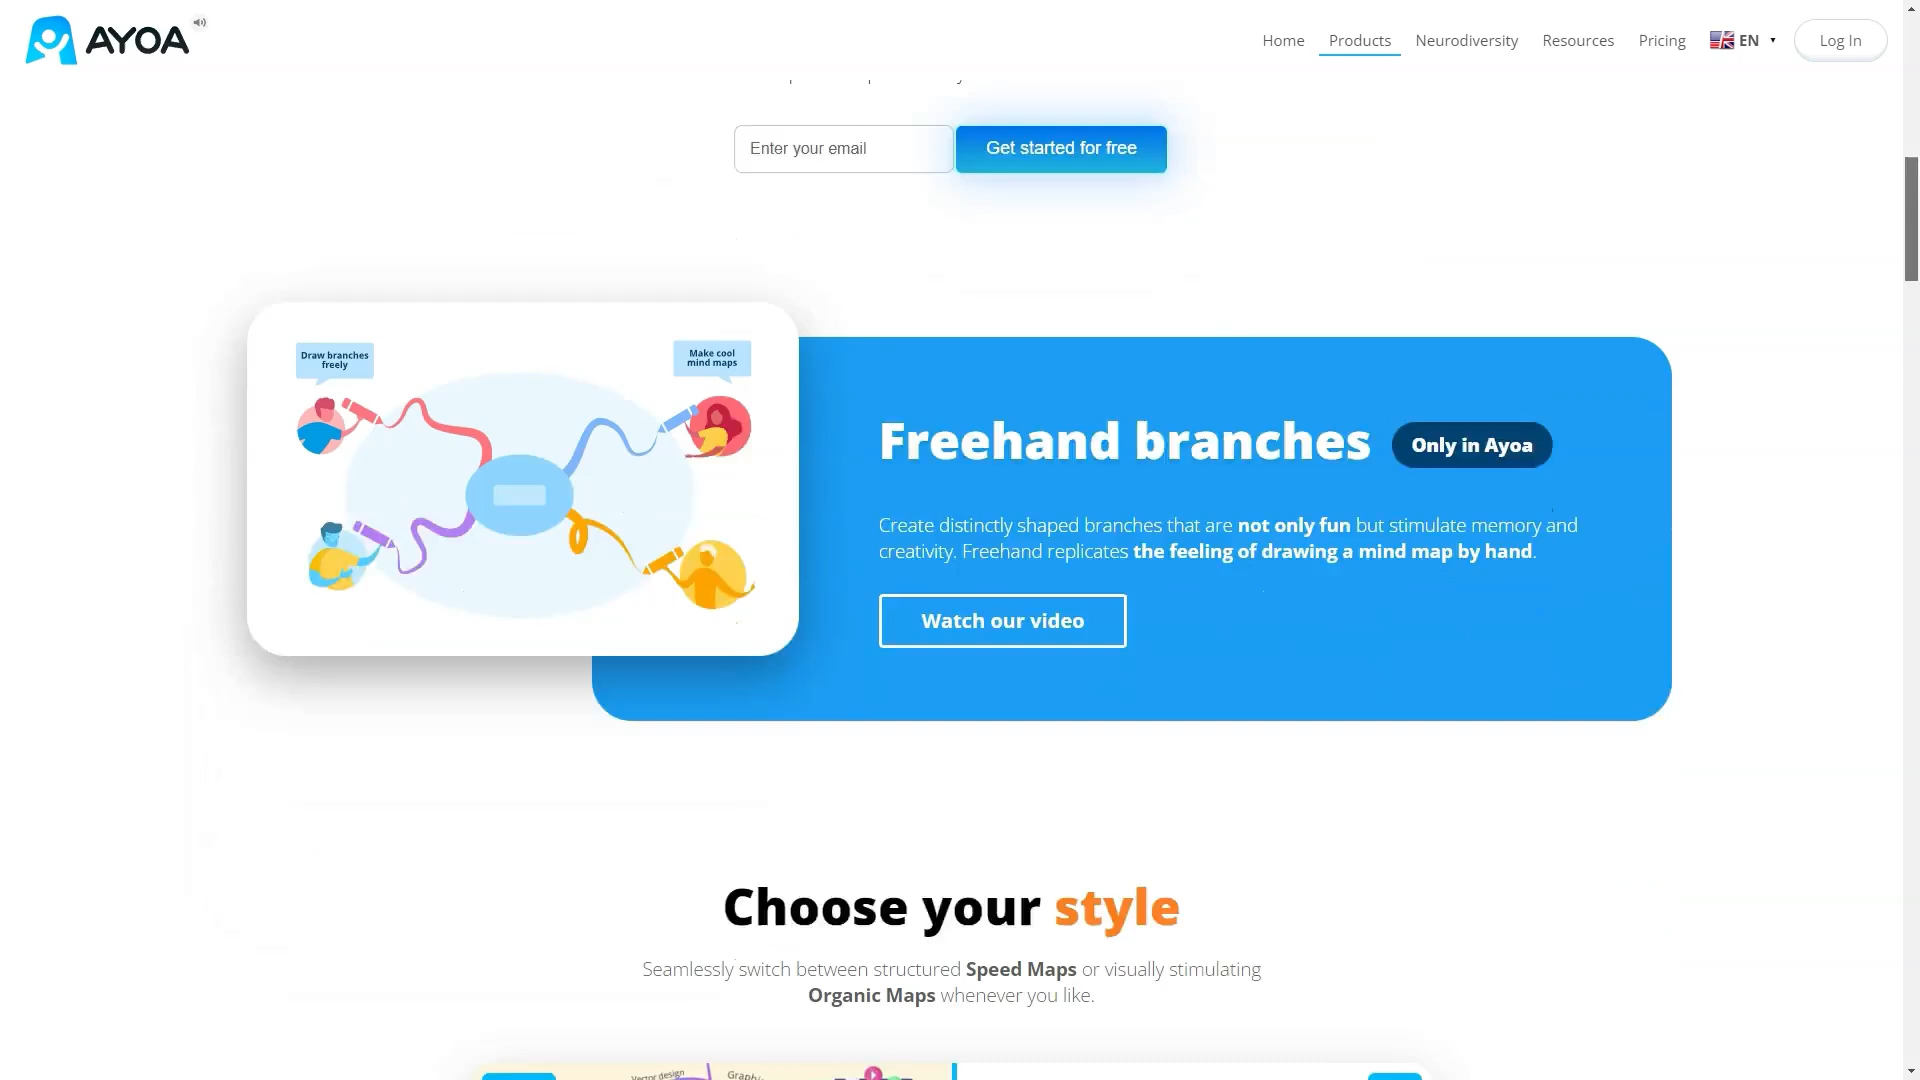 AYOA
Home Products Neurodiversity Resources Pricing EN Log In
Enter your email Get started for free
Draw branches
freely
Make cool
mind maps
Freehand branches Only in Ayoa
Create distinctly shaped branches that are not only fun but stimulate memory and
creativity. Freehand replicates the feeling of drawing a mind map by hand.
Watch our video
Choose your style
Seamlessly switch between structured Speed Maps or visually stimulating
Organic Maps whenever you like.
Vector design